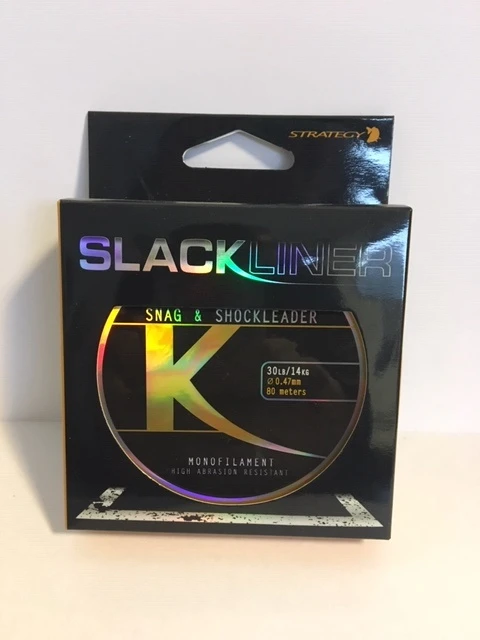 STRATEGY
SLACKLINER
SNAG & SHOCKLEADER
K
30LB/14KG
Ø 0.47mm
80 meters
MONOFILAMENT
HIGH ABRASION RESISTANT